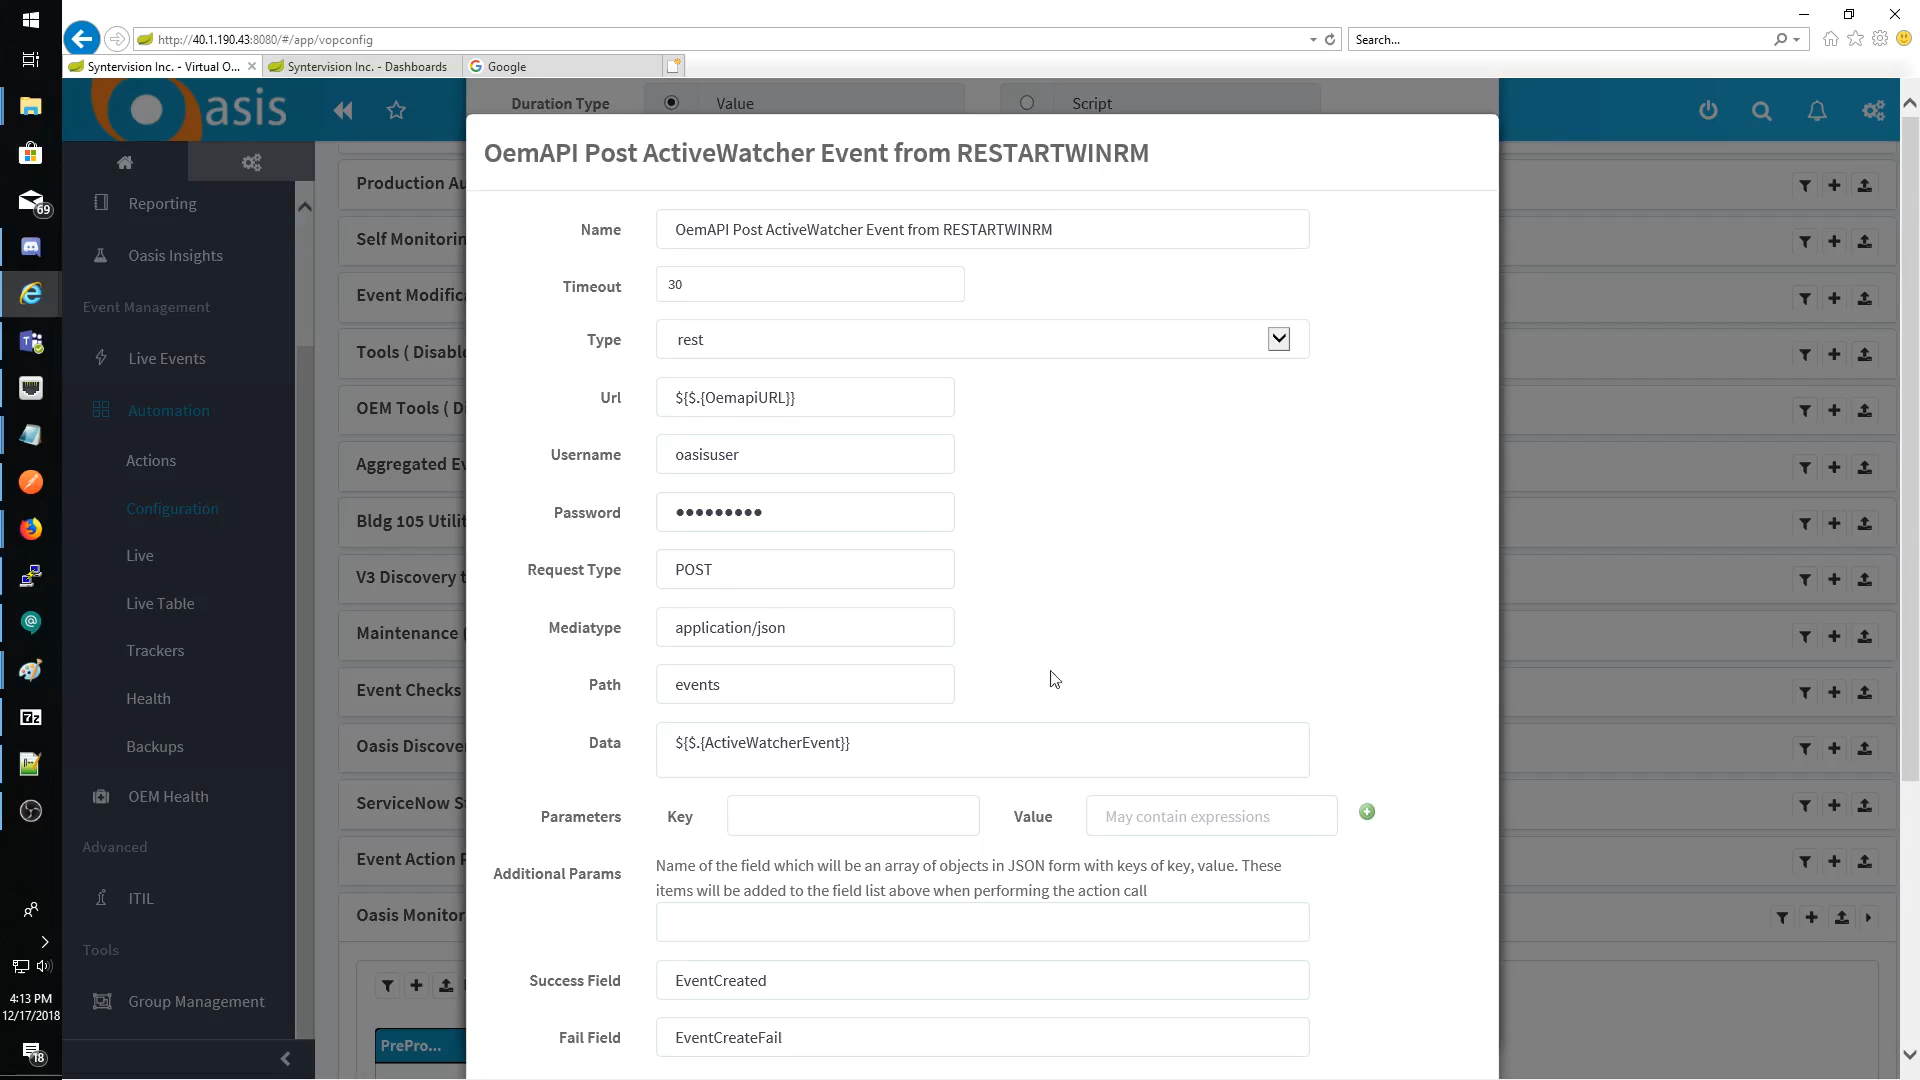 http://40.1.190.43:8080/#/app/vopconfig
Search...
Syntervision Inc. - Virtual O...
Syntervision Inc. - Dashboards
Google
asis
Duration Type
Value
Script
OemAPI Post ActiveWatcher Event from RESTARTWINRM
Name
OemAPI Post ActiveWatcher Event from RESTARTWINRM
Timeout
30
Type
rest
Url
${$.{OemapiURL}}
Username
oasisuser
Password
Request Type
POST
Mediatype
application/json
Path
events
Data
${$.{ActiveWatcherEvent}}
Parameters
Key
Value
May contain expressions
Additional Params
Name of the field which will be an array of objects in JSON form with keys of key, value. These
items will be added to the field list above when performing the action call
Success Field
EventCreated
Fail Field
EventCreateFail
Reporting
Oasis Insights
Event Management
Live Events
Automation
Actions
Configuration
Live
Live Table
Trackers
Health
Backups
OEM Health
Advanced
ITIL
Tools
Group Management
Production Au
Self Monitorin
Event Modifica
Tools ( Disable
OEM Tools ( Di
Aggregated Ev
Bldg 105 Utilit
V3 Discovery t
Maintenance (
Event Checks
Oasis Discove
ServiceNow S
Event Action P
Oasis Monitor
PrePro...
69
4:13 PM
12/17/2018
18